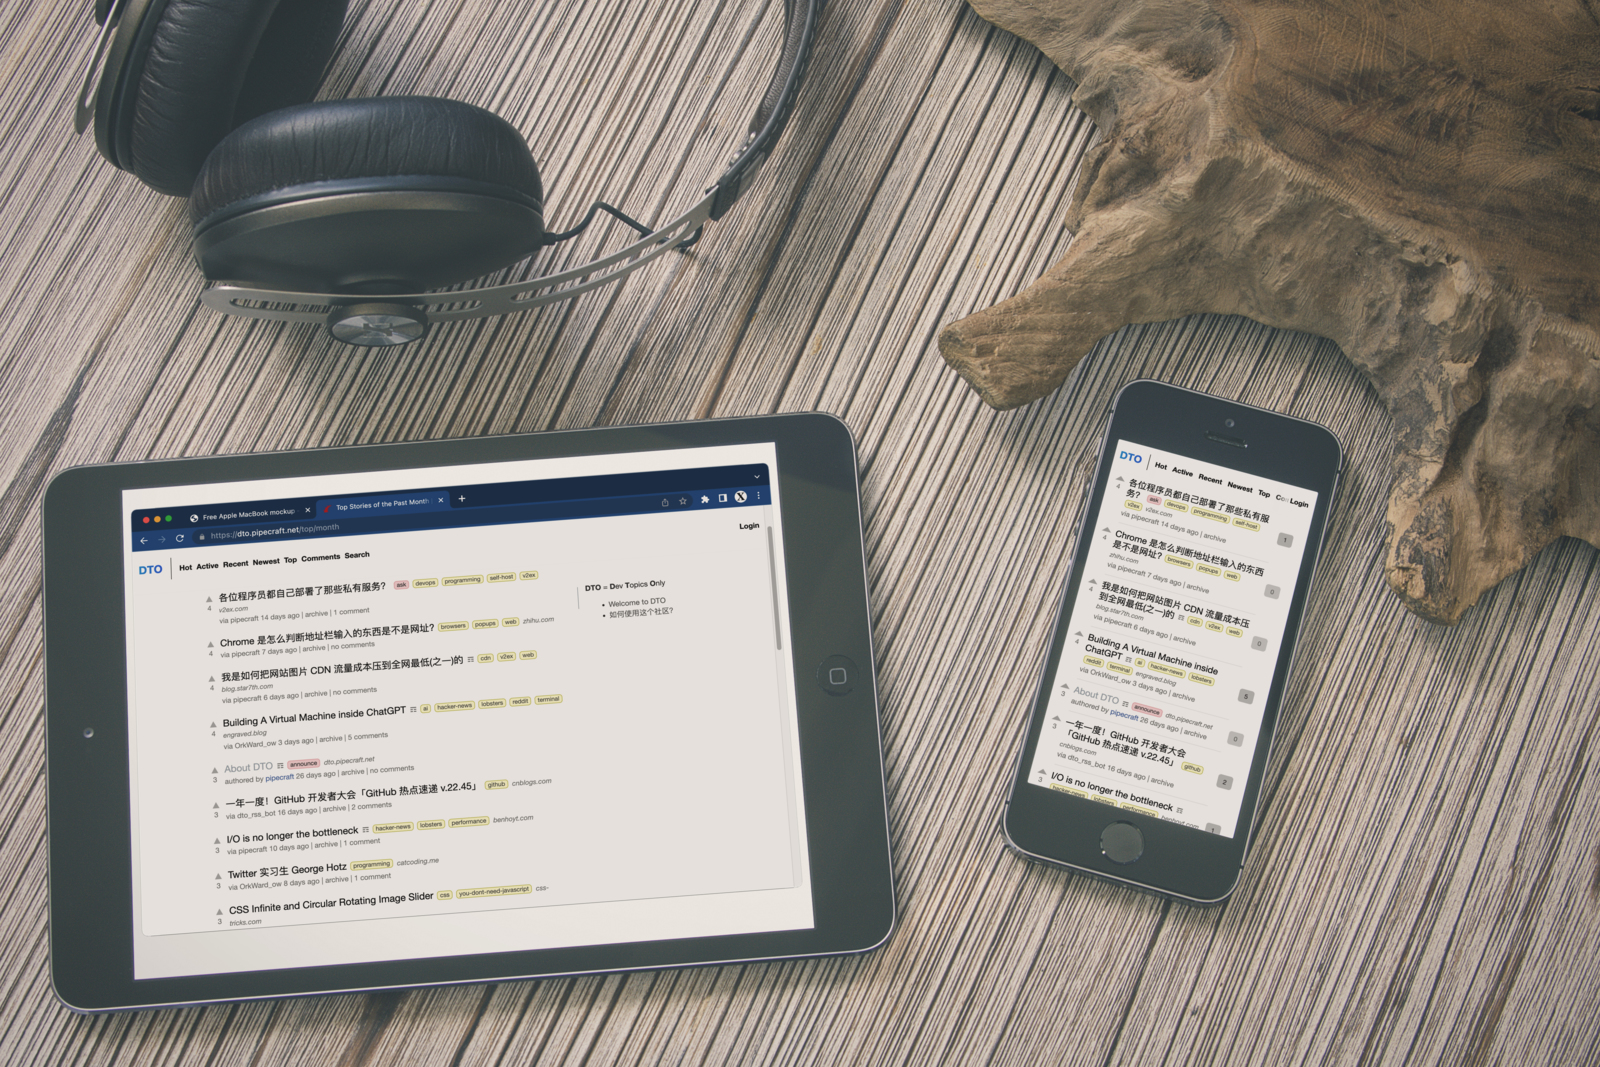 Free Apple MacBook mockup
Top Stories of the Past Month
https://dto.pipecraft.net/top/month
Login
DTO
Hot Active Recent Newest Top Comments Search
各位程序员都自己部署了那些私有服务? ask devops programming self-host v2ex
4
v2ex.com
via pipecraft 14 days ago | archive | 1 comment
Chrome 是怎么判断地址栏输入的东西是不是网址? browsers popups web zhihu.com
4
via pipecraft 7 days ago | archive | no comments
我是如何把网站图片 CDN 流量成本压到全网最低(之一)的 cdn v2ex web
4
blog.star7th.com
via pipecraft 6 days ago | archive | no comments
Building A Virtual Machine inside ChatGPT ai hacker-news lobsters reddit terminal
4
engraved.blog
via OrkWard_ow 3 days ago | archive | 5 comments
About DTO announce dto.pipecraft.net
3
authored by pipecraft 26 days ago | archive | no comments
一年一度！GitHub 开发者大会「GitHub 热点速递 v.22.45」 github cnblogs.com
3
via dto_rss_bot 16 days ago | archive | 2 comments
I/O is no longer the bottleneck hacker-news lobsters performance benhoyt.com
3
via pipecraft 10 days ago | archive | 1 comment
Twitter 实习生 George Hotz programming catcoding.me
3
via OrkWard_ow 8 days ago | archive | 1 comment
CSS Infinite and Circular Rotating Image Slider css you-dont-need-javascript css-
3
tricks.com
DTO = Dev Topics Only
• Welcome to DTO
• 如何使用这个社区?
DTO
Hot Active Recent Newest Top Login
各位程序员都自己部署了那些私有服
4
务? ask devops programming self-host
v2ex v2ex.com
via pipecraft 14 days ago | archive
1
Chrome 是怎么判断地址栏输入的东西
4
是不是网址? browsers popups web
zhihu.com
via pipecraft 7 days ago | archive
0
我是如何把网站图片 CDN 流量成本压
4
到全网最低(之一)的 cdn v2ex web
blog.star7th.com
via pipecraft 6 days ago | archive
0
Building A Virtual Machine inside
4
ChatGPT ai hacker-news lobsters
reddit terminal engraved.blog
via OrkWard_ow 3 days ago | archive
5
About DTO announce dto.pipecraft.net
3
authored by pipecraft 26 days ago | archive
0
一年一度！GitHub 开发者大会
3
「GitHub 热点速递 v.22.45」 github
cnblogs.com
via dto_rss_bot 16 days ago | archive
2
I/O is no longer the bottleneck
3
hacker-news lobsters performance benhoyt.com
1